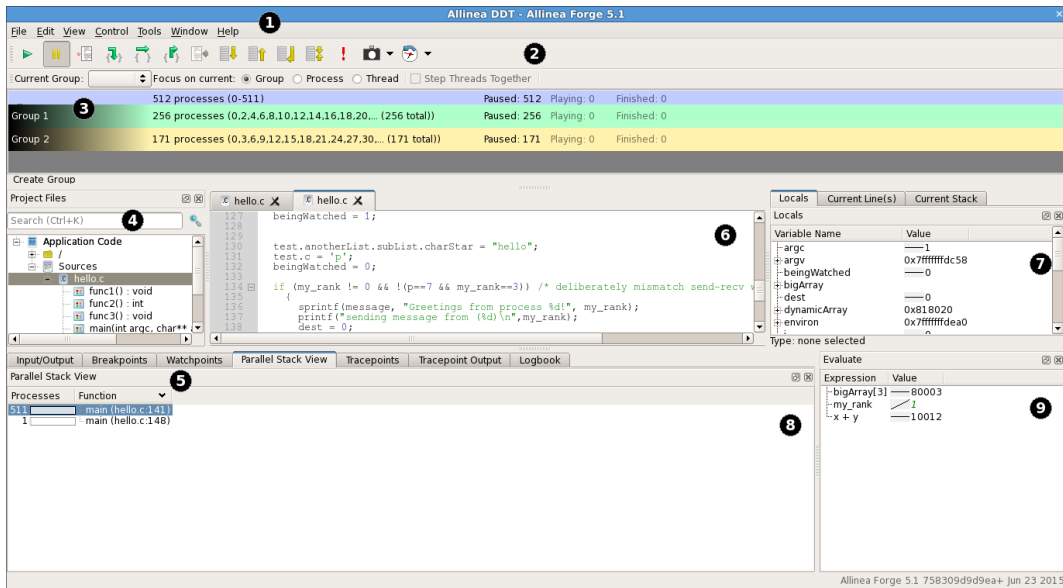 Allinea DDT - Allinea Forge 5.1
1
File Edit View Control Tools Window Help
2
Current Group: Focus on current: Group Process Thread Step Threads Together
3
512 processes (0-511) Paused: 512 Playing: 0 Finished: 0
Group 1 256 processes (0,2,4,6,8,10,12,14,16,18,20,... (256 total)) Paused: 256 Playing: 0 Finished: 0
Group 2 171 processes (0,3,6,9,12,15,18,21,24,27,30,... (171 total)) Paused: 171 Playing: 0 Finished: 0
Create Group
Project Files
Search (Ctrl+K)
4
Application Code
/
Sources
hello.c
func1() : void
func2() : int
func3() : void
main(int argc, char**
hello.c hello.c
6
127 beingWatched = 1;
128
129
130 test.anotherList.subList.charStar = "hello";
131 test.c = 'p';
132 beingWatched = 0;
133
134 if (my_rank != 0 && !(p==7 && my_rank==3)) /* deliberately mismatch send-recv
135 {
136 sprintf(message, "Greetings from process %d!", my_rank);
137 printf("sending message from (%d)\n",my_rank);
138 dest = 0;
Locals Current Line(s) Current Stack
Locals
7
Variable Name Value
argc 1
argv 0x7fffffffdc58
beingWatched 0
bigArray
dest 0
dynamicArray 0x818020
environ 0x7fffffffdea0
Type: none selected
Input/Output Breakpoints Watchpoints Parallel Stack View Tracepoints Tracepoint Output Logbook
5
Parallel Stack View
Processes Function
511 main (hello.c:141)
1 main (hello.c:148)
8
Evaluate
Expression Value
9
bigArray[3] 80003
my_rank 1
x + y 10012
Allinea Forge 5.1 758309d9d9ea+ Jun 23 2015